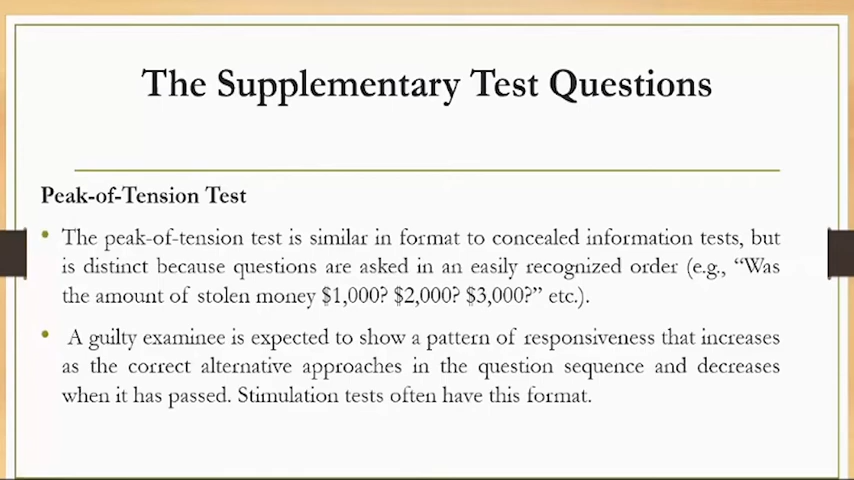 The Supplementary Test Questions
Peak-of-Tension Test
• The peak-of-tension test is similar in format to concealed information tests, but
is distinct because questions are asked in an easily recognized order (e.g., “Was
the amount of stolen money $1,000? $2,000? $3,000?” etc.).
• A guilty examinee is expected to show a pattern of responsiveness that increases
as the correct alternative approaches in the question sequence and decreases
when it has passed. Stimulation tests often have this format.